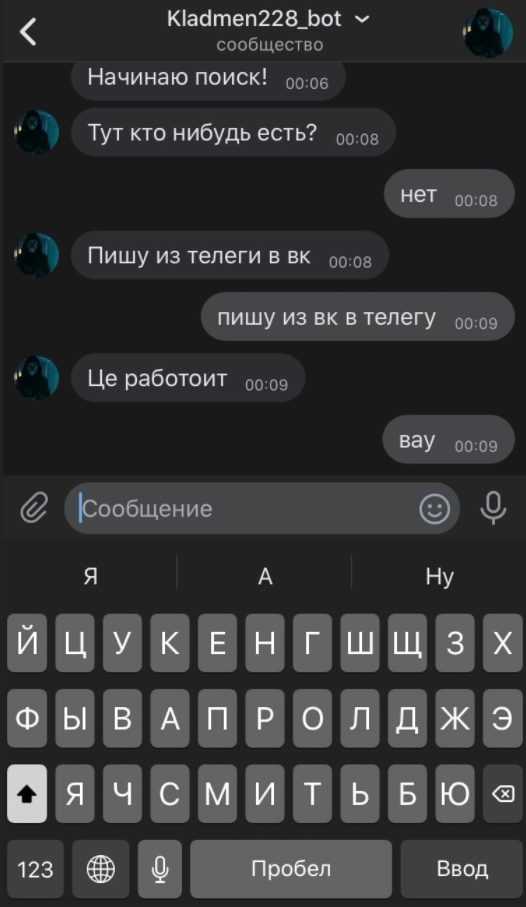 Kladmen228_bot
сообщество
Начинаю поиск! 00:06
Тут кто нибудь есть? 00:08
нет 00:08
Пишу из телеги в вк 00:08
пишу из вк в телегу 00:09
Це работоит 00:09
вау 00:09
Сообщение
Я А Ну
Й Ц У К Е Н Г Ш Щ З Х
Ф Ы В А П Р О Л Д Ж Э
Я Ч С М И Т Ь Б Ю
123 Пробел Ввод